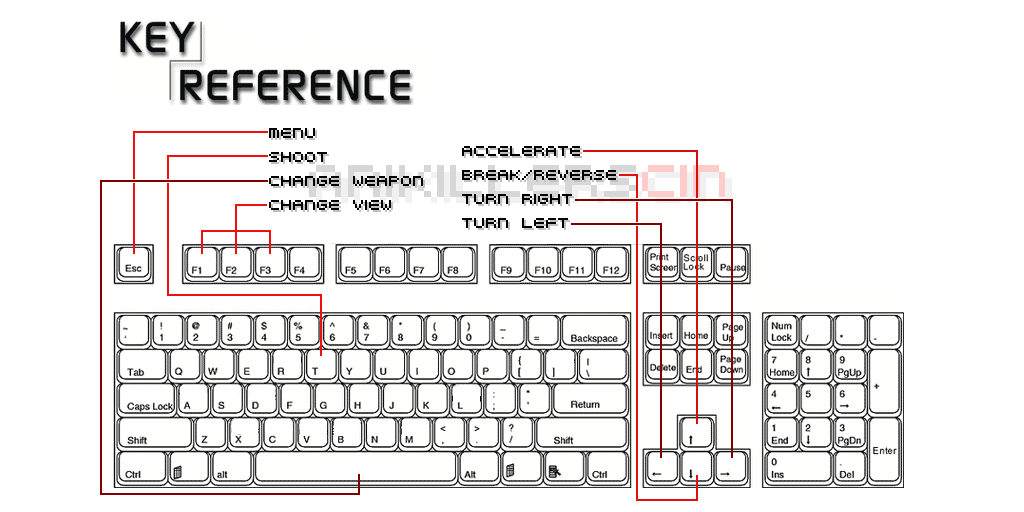 KEY
REFERENCE
MENU
SHOOT
CHANGE WEAPON
CHANGE VIEW
ACCELERATE
BREAK/REVERSE
TURN RIGHT
TURN LEFT
ANIKILLERSCIN
Esc F1 F2 F3 F4 F5 F6 F7 F8 F9 F10 F11 F12 Print Screen Scroll Lock Pause
~ ! @ # $ % ^ & * ( ) _
1 2 3 4 5 6 7 8 9 0 - = Backspace
Insert Home Page Up
Num Lock / * -
Tab Q W E R T Y U I O P { [ } ] | \
Delete End Page Down
7 Home 8 ↑ 9 PgUp +
Caps Lock A S D F G H J K L : ; " ' Return
4 ← 5 6 →
Shift Z X C V B N M < , > . ? / Shift
↑
1 End 2 ↓ 3 PgDn Enter
Ctrl alt Alt Ctrl
← ↓ →
0 Ins . Del